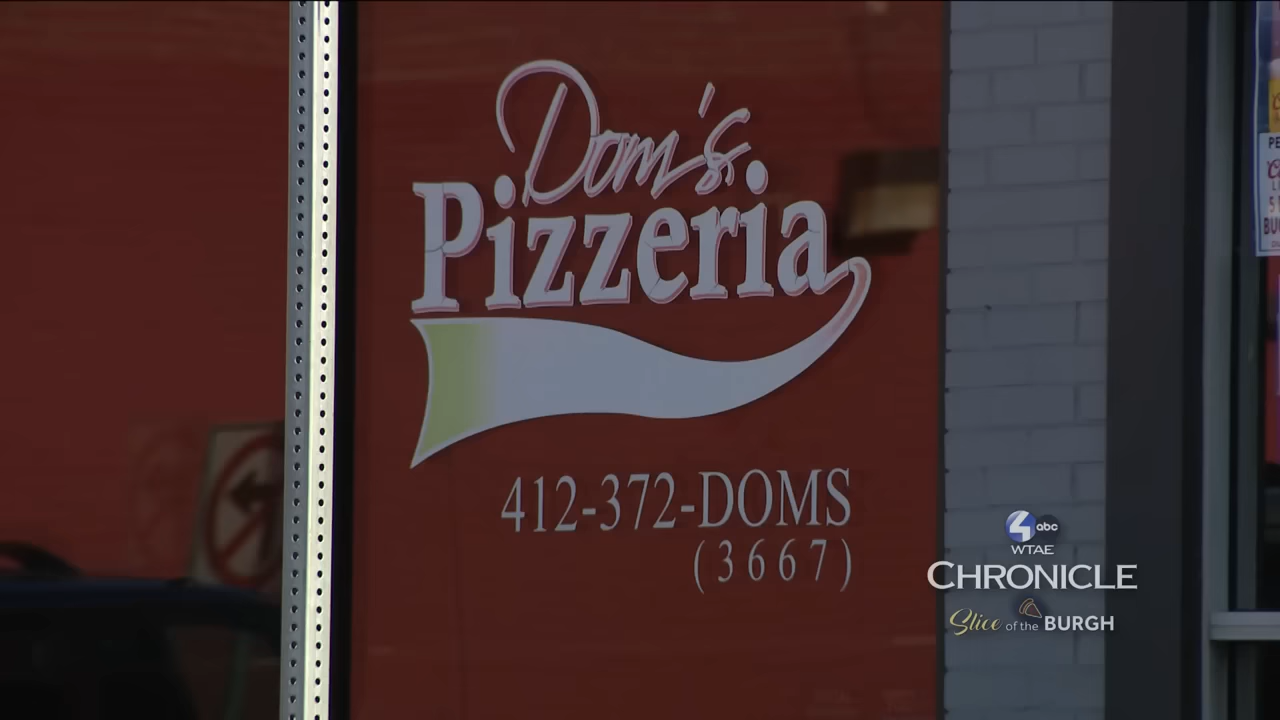 Dom's
Pizzeria
412-372-DOMS
(3667)
4 abc
WTAE
CHRONICLE
Slice of the BURGH